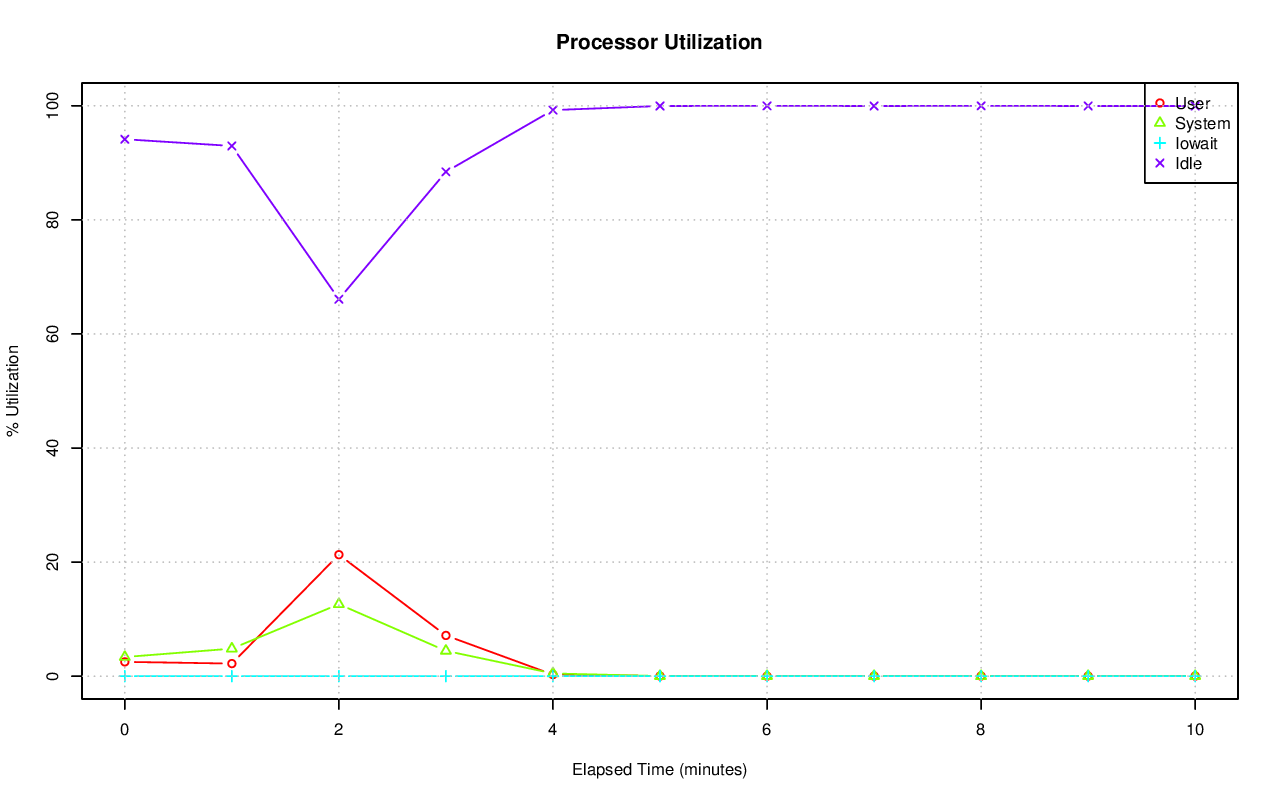 Processor Utilization
% Utilization
100
80
60
40
20
0
User
System
Iowait
Idle
0 2 4 6 8 10
Elapsed Time (minutes)